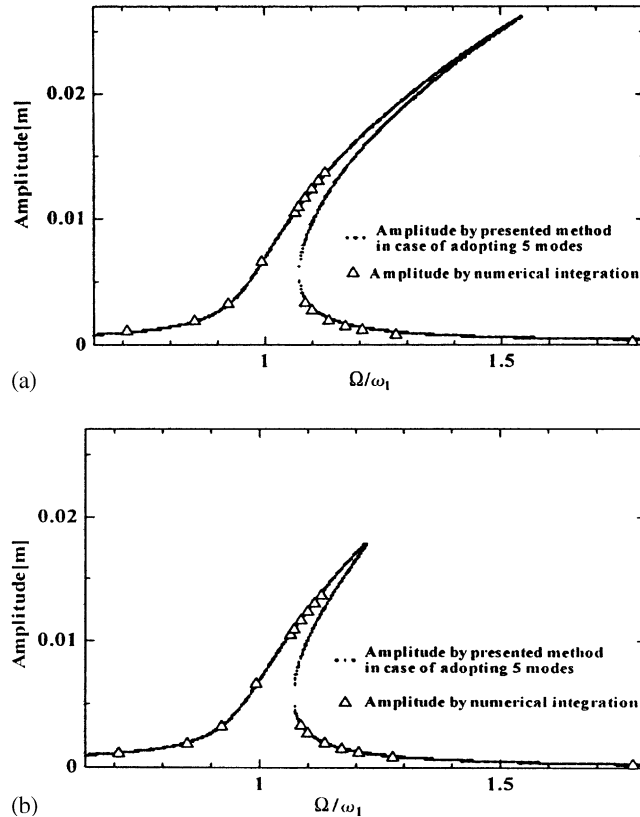 (a)
Amplitude[m]
0.02
0.01
0
Amplitude by presented method
in case of adopting 5 modes
Amplitude by numerical integration
1
1.5
Ω/ω1
(b)
Amplitude[m]
0.02
0.01
0
Amplitude by presented method
in case of adopting 5 modes
Amplitude by numerical integration
1
1.5
Ω/ω1